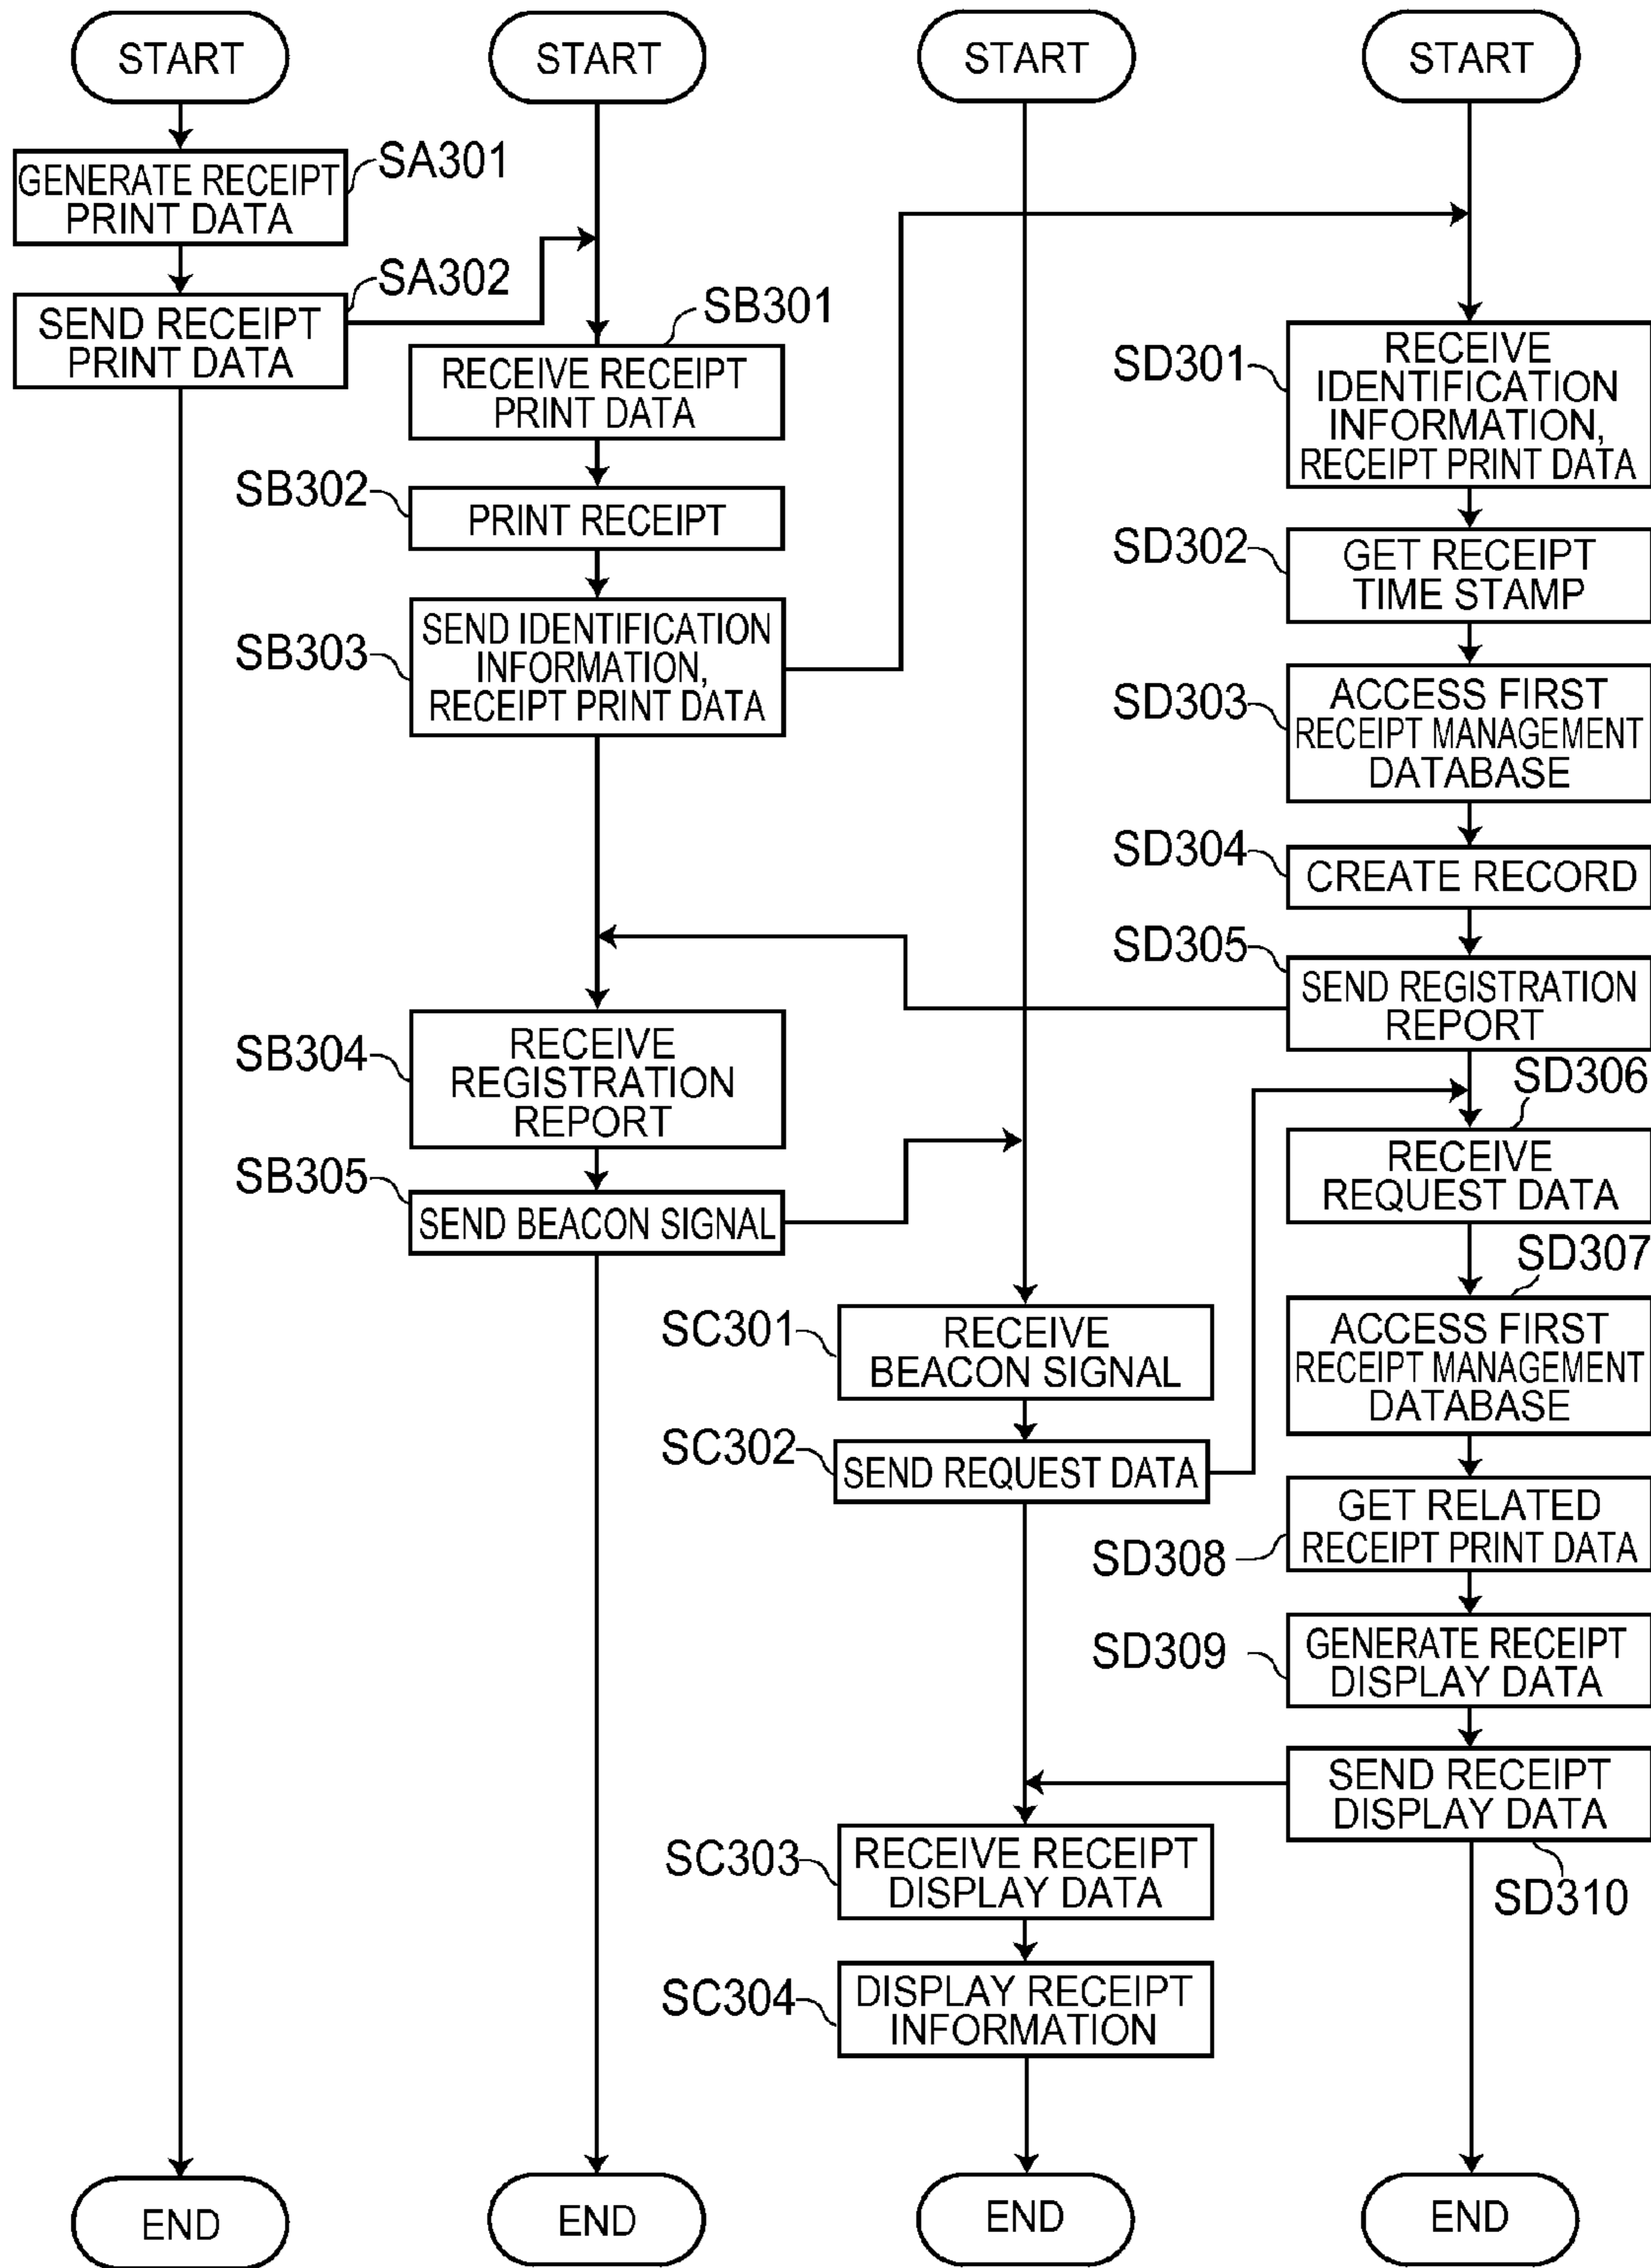 START
GENERATE RECEIPT
PRINT DATA
SA301
SEND RECEIPT
PRINT DATA
SA302
END
START
SB301
RECEIVE RECEIPT
PRINT DATA
SB302
PRINT RECEIPT
SB303
SEND IDENTIFICATION
INFORMATION,
RECEIPT PRINT DATA
SB304
RECEIVE
REGISTRATION
REPORT
SB305
SEND BEACON SIGNAL
END
START
SC301
RECEIVE
BEACON SIGNAL
SC302
SEND REQUEST DATA
SC303
RECEIVE RECEIPT
DISPLAY DATA
SC304
DISPLAY RECEIPT
INFORMATION
END
START
SD301
RECEIVE
IDENTIFICATION
INFORMATION,
RECEIPT PRINT DATA
SD302
GET RECEIPT
TIME STAMP
SD303
ACCESS FIRST
RECEIPT MANAGEMENT
DATABASE
SD304
CREATE RECORD
SD305
SEND REGISTRATION
REPORT
SD306
RECEIVE
REQUEST DATA
SD307
ACCESS FIRST
RECEIPT MANAGEMENT
DATABASE
SD308
GET RELATED
RECEIPT PRINT DATA
SD309
GENERATE RECEIPT
DISPLAY DATA
SEND RECEIPT
DISPLAY DATA
SD310
END